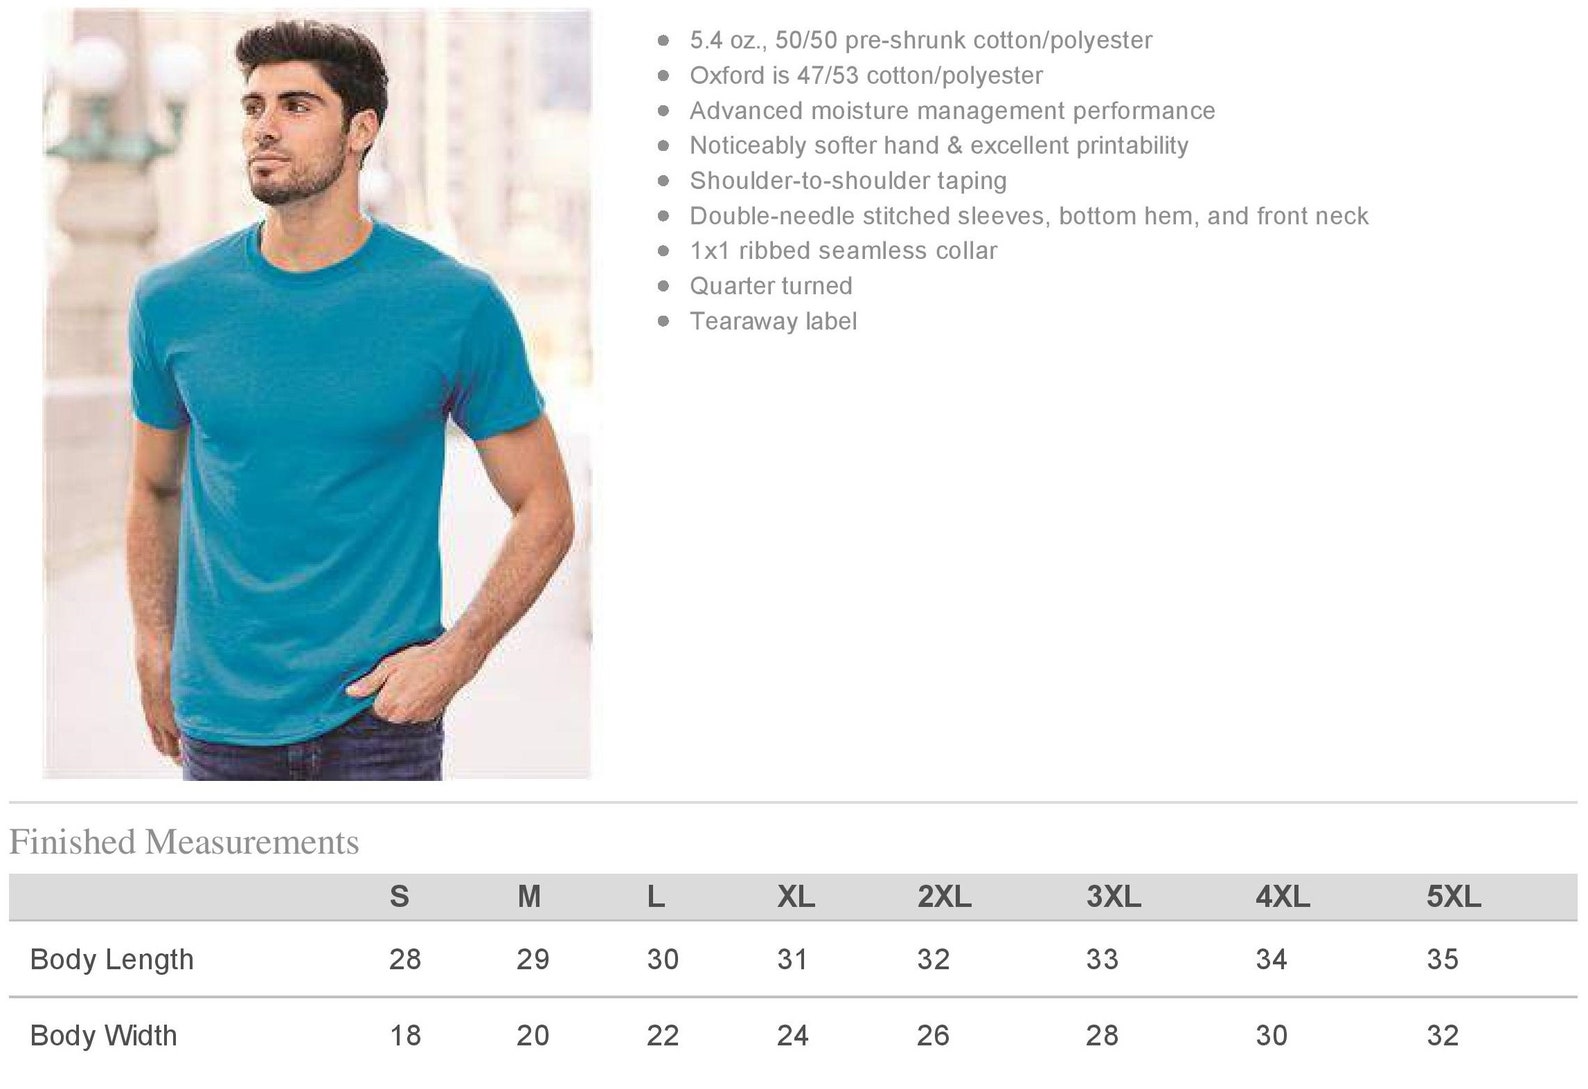 5.4 oz., 50/50 pre-shrunk cotton/polyester
Oxford is 47/53 cotton/polyester
Advanced moisture management performance
Noticeably softer hand & excellent printability
Shoulder-to-shoulder taping
Double-needle stitched sleeves, bottom hem, and front neck
1x1 ribbed seamless collar
Quarter turned
Tearaway label
Finished Measurements
S M L XL 2XL 3XL 4XL 5XL
Body Length 28 29 30 31 32 33 34 35
Body Width 18 20 22 24 26 28 30 32